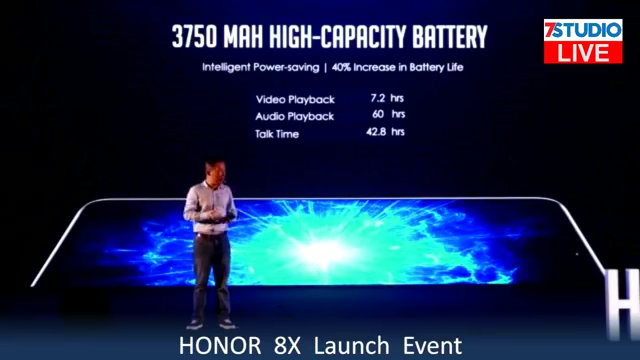 3750 MAH HIGH-CAPACITY BATTERY
7STUDIO
LIVE
Intelligent Power-saving | 40% Increase in Battery Life
Video Playback 7.2 hrs
Audio Playback 60 hrs
Talk Time 42.8 hrs
H
HONOR 8X Launch Event